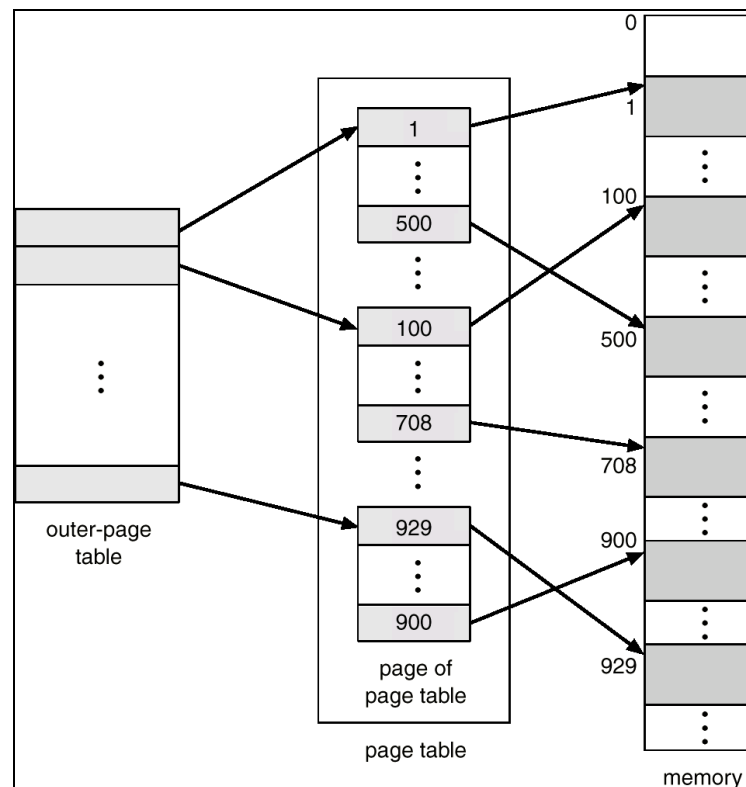 outer-page
table
1
500
100
708
929
900
page of
page table
page table
0
1
100
500
708
900
929
memory